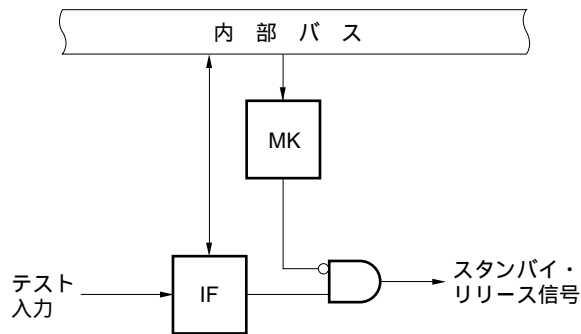 内 部 バ ス
MK
IF
テスト
入力
スタンバイ・
リリース信号